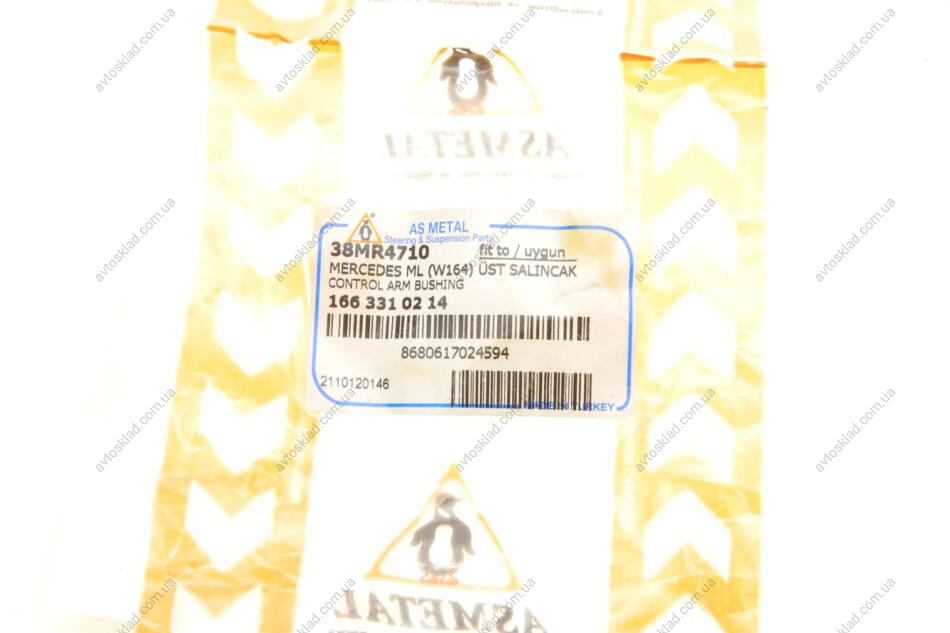 ASMETAL
AS METAL
Steering & Suspension Parts
38MR4710 fit to / uygun
MERCEDES ML (W164) ÜST SALINCAK
CONTROL ARM BUSHING
166 331 02 14
8680617024594
2110120146
MADE IN TURKEY
ASMETAL
avtosklad.com.ua